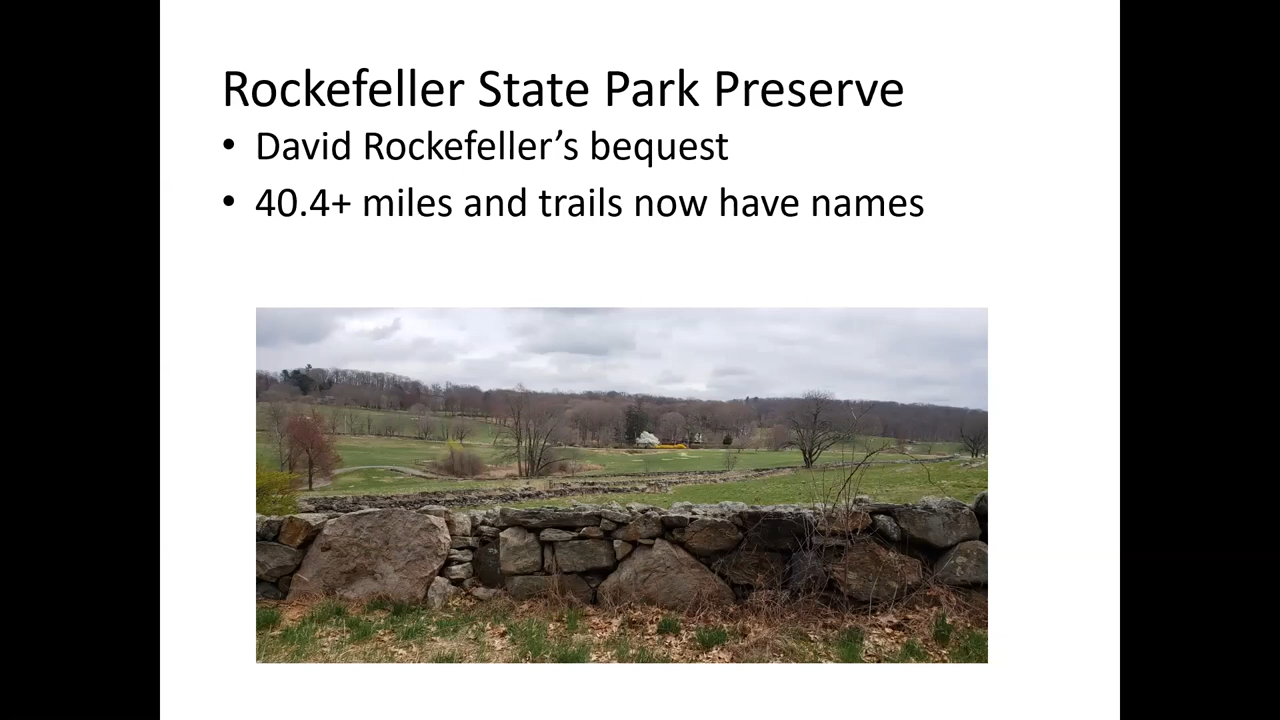 Rockefeller State Park Preserve
• David Rockefeller’s bequest
• 40.4+ miles and trails now have names